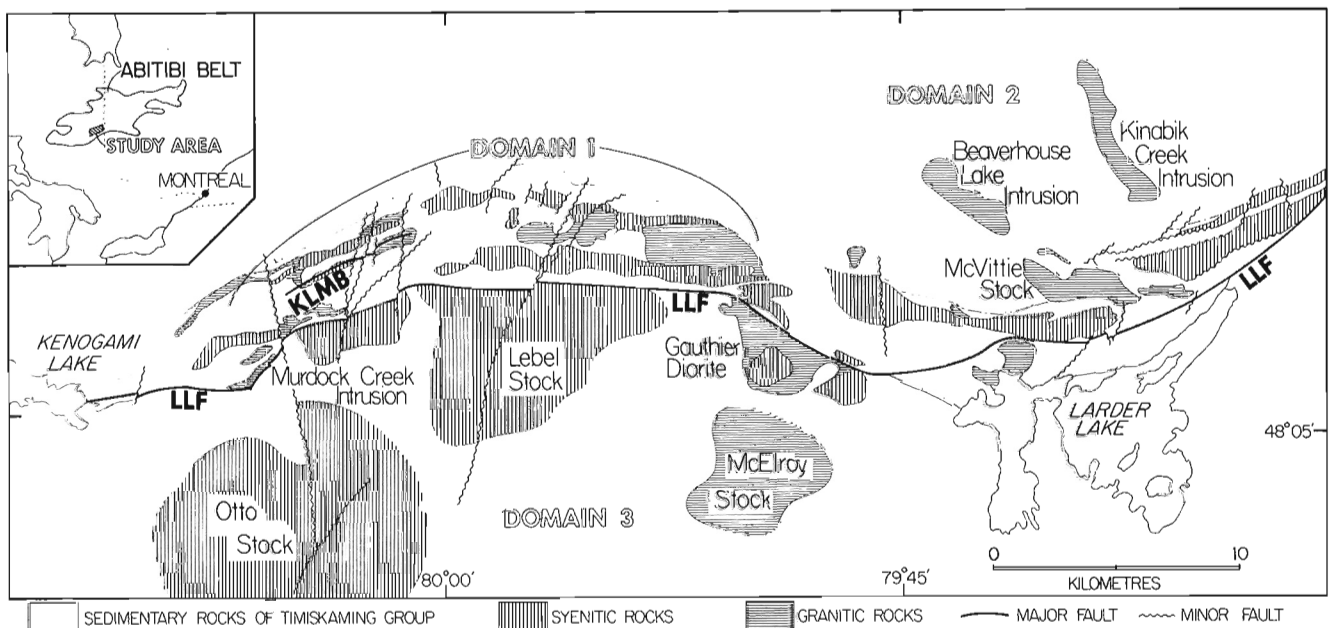 ABITIBI BELT
STUDY AREA
MONTRÉAL
DOMAIN 1
DOMAIN 2
Kinabik
Creek
Intrusion
Beaverhouse
Lake
Intrusion
McVittie
Stock
KLMB
LLF
LLF
KENOGAMI
LAKE
LLF
Murdock Creek
Intrusion
Lebel
Stock
Gauthier
Diorite
LARDER
LAKE
48°05'
McElroy
Stock
Otto
Stock
DOMAIN 3
0 10
KILOMETRES
80°00'
79°45'
SEDIMENTARY ROCKS OF TIMISKAMING GROUP SYENITIC ROCKS GRANITIC ROCKS MAJOR FAULT MINOR FAULT